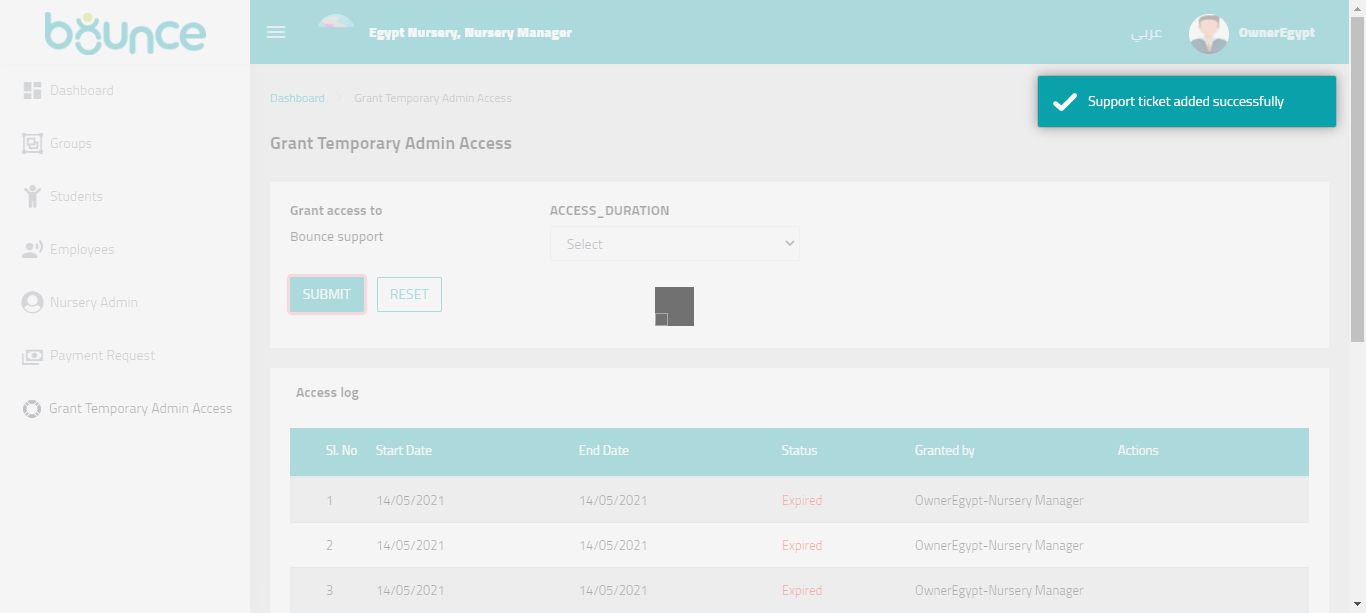 bounce
Egypt Nursery, Nursery Manager
عربي
OwnerEgypt
Dashboard
Groups
Students
Employees
Nursery Admin
Payment Request
Grant Temporary Admin Access
Dashboard
Grant Temporary Admin Access
Support ticket added successfully
Grant Temporary Admin Access
Grant access to
ACCESS_DURATION
Bounce support
Select
SUBMIT
RESET
Access log
Sl. No Start Date End Date Status Granted by Actions
1 14/05/2021 14/05/2021 Expired OwnerEgypt-Nursery Manager
2 14/05/2021 14/05/2021 Expired OwnerEgypt-Nursery Manager
3 14/05/2021 14/05/2021 Expired OwnerEgypt-Nursery Manager